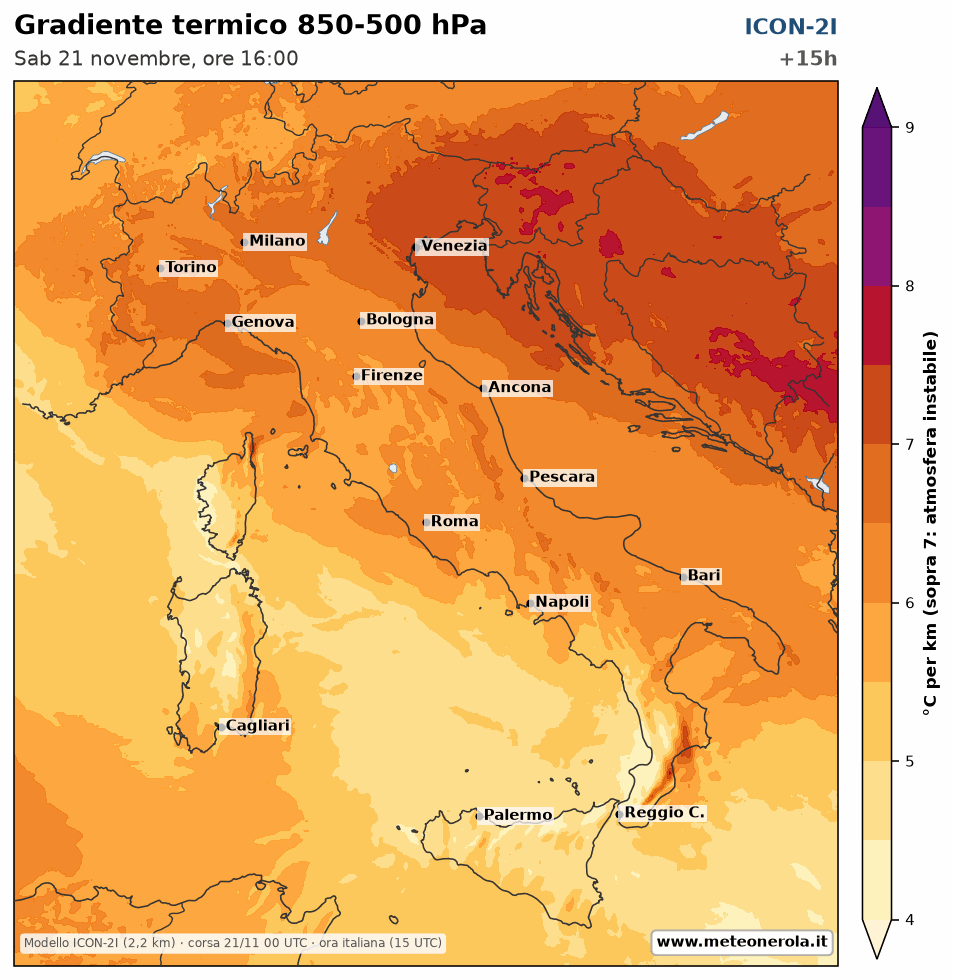 Gradiente termico 850-500 hPa
ICON-2I
Sab 21 novembre, ore 16:00
+15h
9
8
7
6
5
4
°C per km (sopra 7: atmosfera instabile)
Milano
Venezia
Torino
Genova
Bologna
Firenze
Ancona
Pescara
Roma
Bari
Napoli
Cagliari
Palermo
Reggio C.
Modello ICON-2I (2,2 km) · corsa 21/11 00 UTC · ora italiana (15 UTC)
www.meteonerola.it